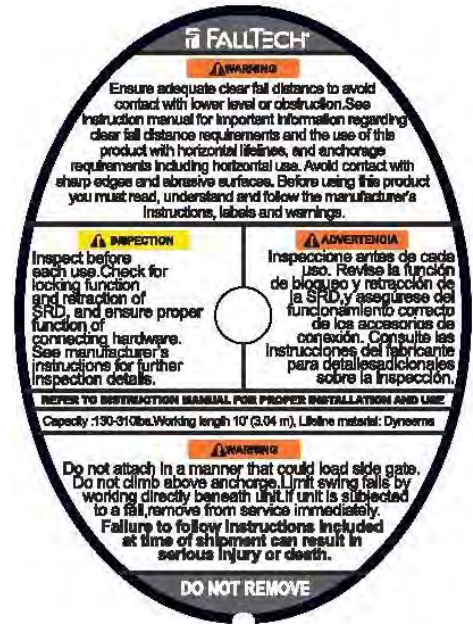 FALLTECH
WARNING
Ensure adequate clear fall distance to avoid
contact with lower level or obstruction.See
instruction manual for important information regarding
clear fall distance requirements and the use of this
product with horizontal lifelines, and anchorage
requirements including horizontal use. Avoid contact with
sharp edges and abrasive surfaces. Before using this product
you must read, understand and follow the manufacturer's
instructions, labels and warnings.
INSPECTION
Inspect before
each use.Check for
locking function
and retraction of
SRD, and ensure proper
function of
connecting hardware.
See manufacturer's
instructions for further
inspection details.
ADVERTENCIA
Inspeccione antes de cada
uso. Revise la función
de bloqueo y retracción de
la SRD,y asegúrese del
funcionamiento correcto
de los accesorios de
conexión. Consulte las
instrucciones del fabricante
para detallesadicionales
sobre la inspección.
REFER TO INSTRUCTION MANUAL FOR PROPER INSTALLATION AND USE
Capacity :130-310lbs.Working length 10' (3.04 m), Lifeline material: Dyneema
WARNING
Do not attach in a manner that could load side gate.
Do not climb above anchorge.Limit swing falls by
working directly beneath uhit.If unit is subjected
to a fall,remove from service immediately.
Failure to follow instructions included
at time of shipment can result in
serious injury or death.
DO NOT REMOVE